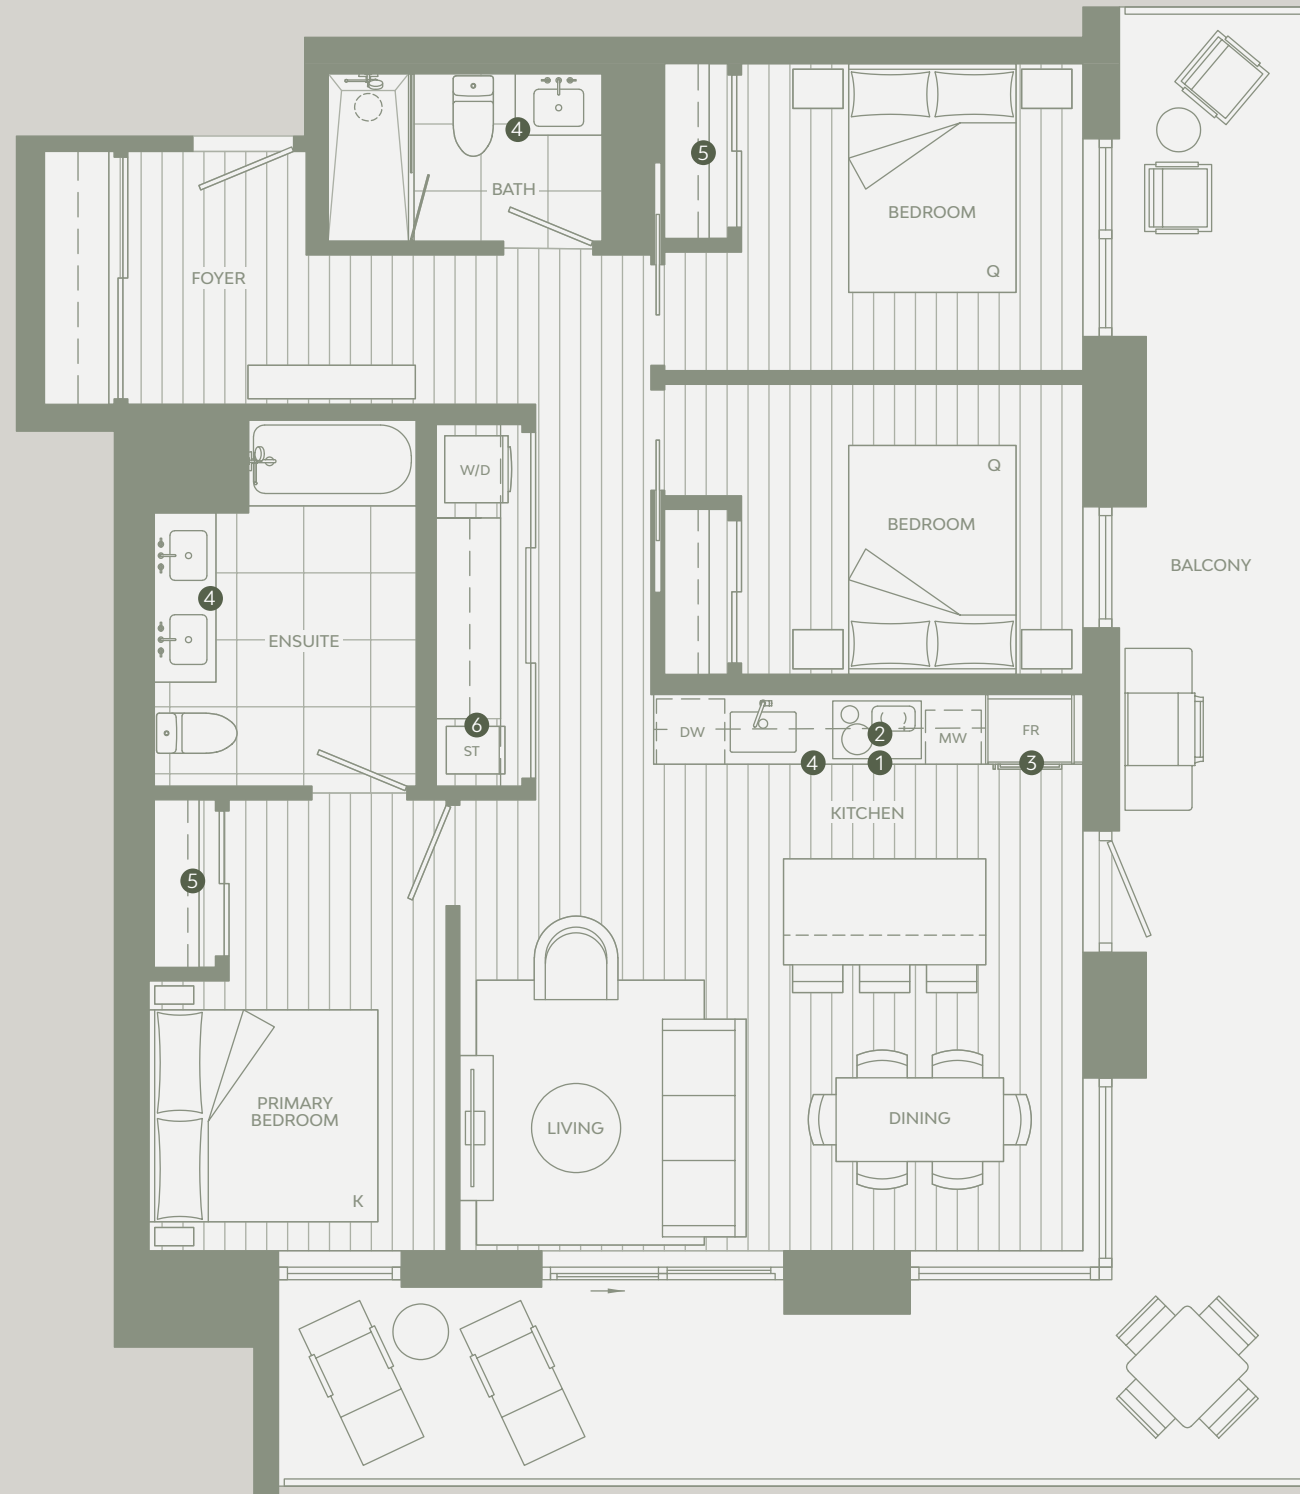 4
BATH
5
BEDROOM
Q
FOYER
W/D
Q
BEDROOM
BALCONY
4
ENSUITE
6
ST
DW
2
MW
FR
4
1
3
KITCHEN
5
PRIMARY
BEDROOM
K
LIVING
DINING